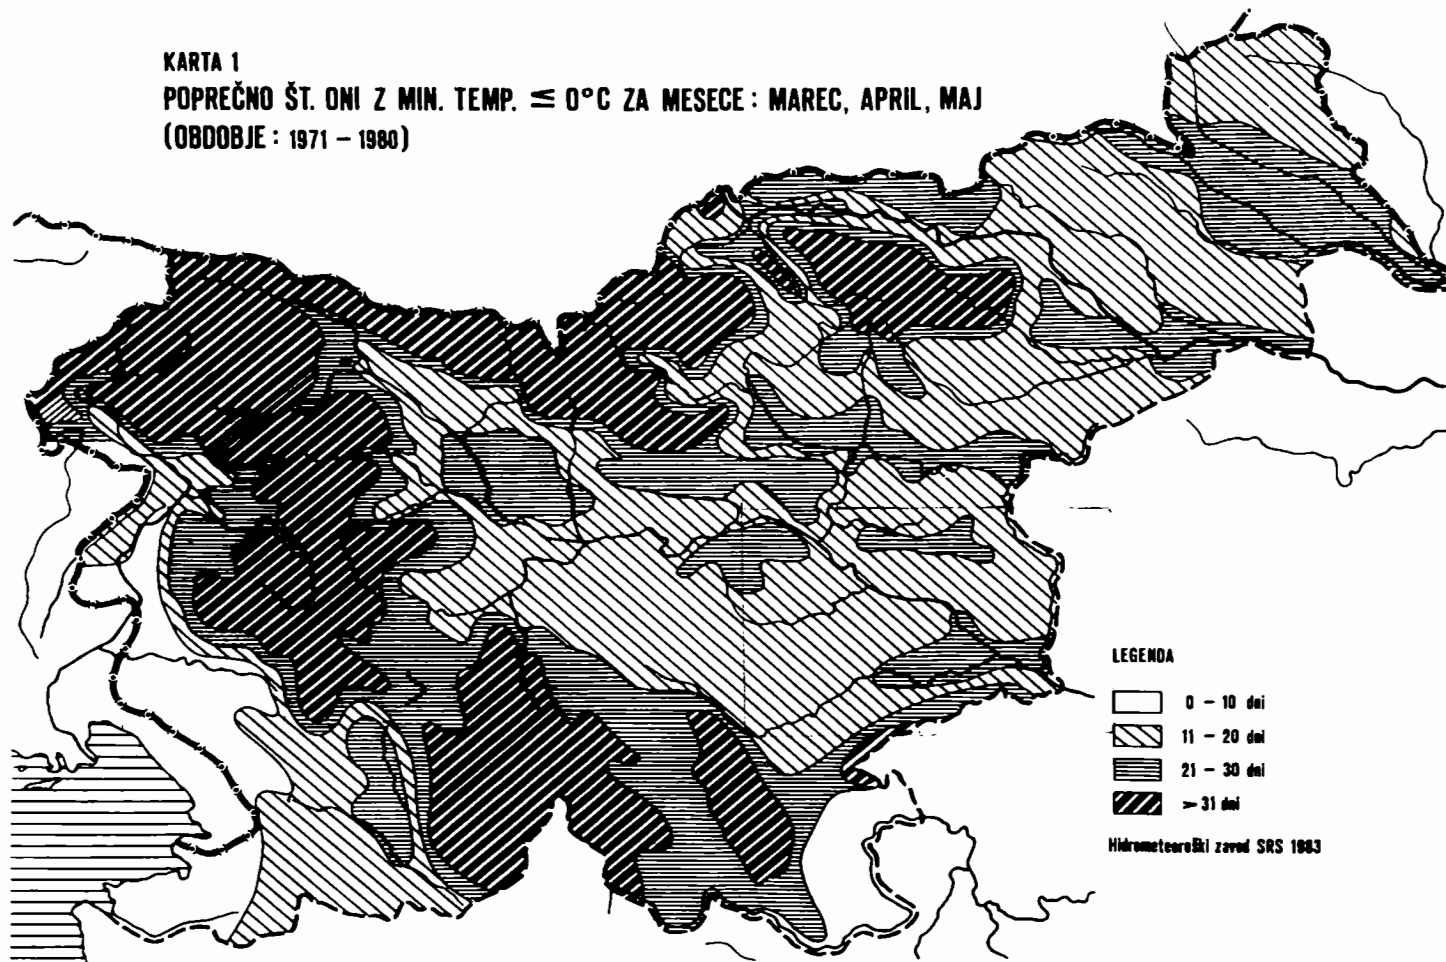 KARTA 1
POPREČNO ŠT. ONI Z MIN. TEMP. ≦ 0°C ZA MESECE : MAREC, APRIL, MAJ
(OBDOBJE : 1971 – 1980)
LEGENDA
0 – 10 dni
11 – 20 dni
21 – 30 dni
> 31 dni
Hidrometeorološki zavod SRS 1983